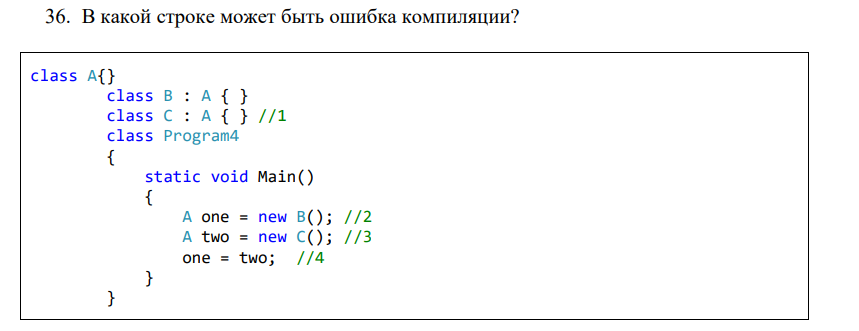 36. В какой строке может быть ошибка компиляции?
class A{}
class B : A { }
class C : A { } //1
class Program4
{
static void Main()
{
A one = new B(); //2
A two = new C(); //3
one = two; //4
}
}